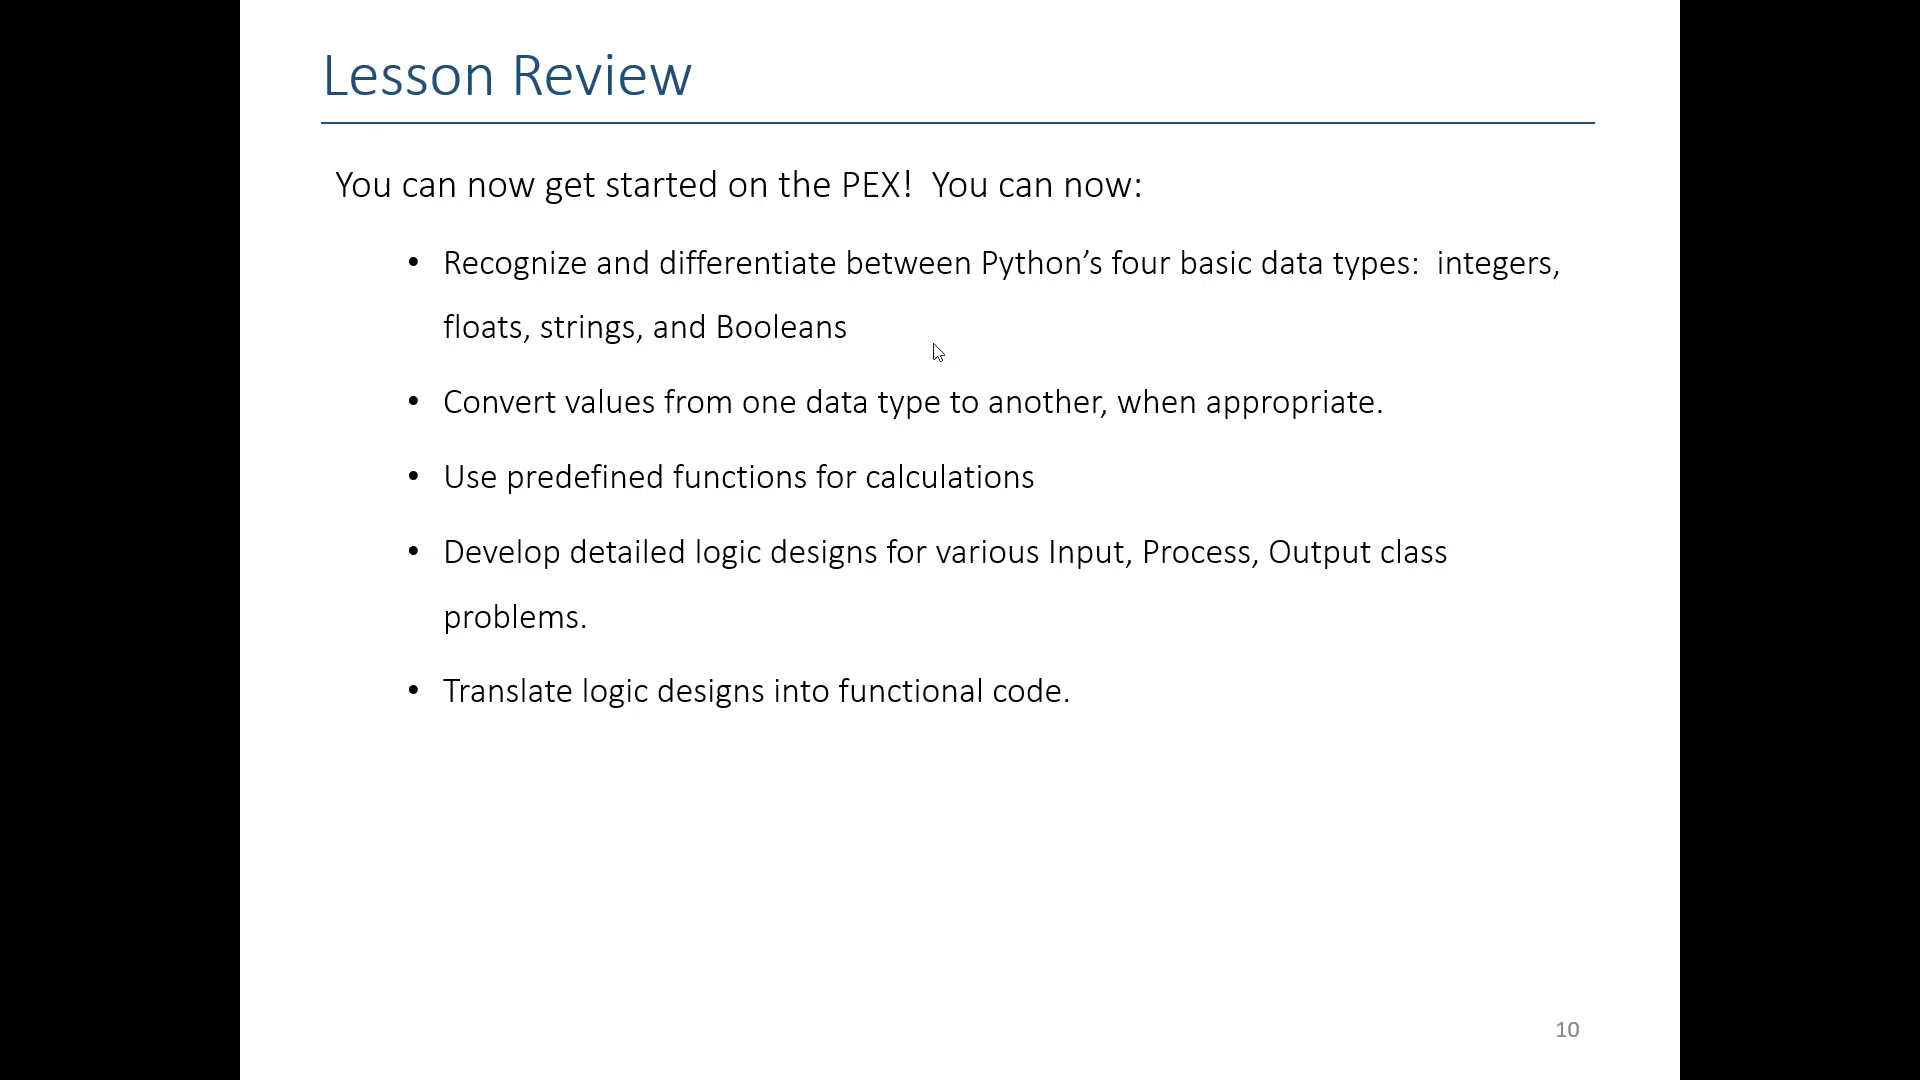 Lesson Review
You can now get started on the PEX!  You can now:
• Recognize and differentiate between Python’s four basic data types:  integers,
floats, strings, and Booleans
• Convert values from one data type to another, when appropriate.
• Use predefined functions for calculations
• Develop detailed logic designs for various Input, Process, Output class
problems.
• Translate logic designs into functional code.
10